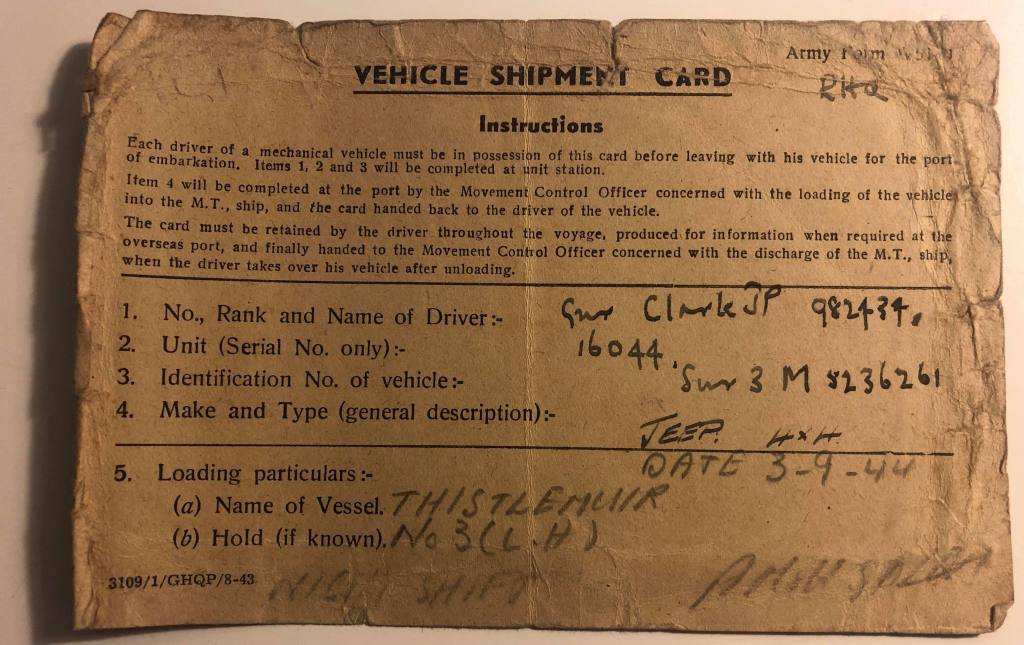 Army Form
VEHICLE SHIPMENT CARD
RHQ
Instructions
Each driver of a mechanical vehicle must be in possession of this card before leaving with his vehicle for the port
of embarkation. Items 1, 2 and 3 will be completed at unit station.
Item 4 will be completed at the port by the Movement Control Officer concerned with the loading of the vehicle
into the M.T., ship, and the card handed back to the driver of the vehicle.
The card must be retained by the driver throughout the voyage, produced for information when required at the
overseas port, and finally handed to the Movement Control Officer concerned with the discharge of the M.T., ship,
when the driver takes over his vehicle after unloading.
1. No., Rank and Name of Driver:- Gnr Clark JP 982434.
2. Unit (Serial No. only):- 16044.
3. Identification No. of vehicle:- 3 M 5236261
4. Make and Type (general description):-
JEEP. 4x4.
5. Loading particulars:- DATE 3-9-44
(a) Name of Vessel. THISTLEMUIR
(b) Hold (if known). No 3 (L.H)
3109/1/GHQP/8-43 NIGHT SHIFT